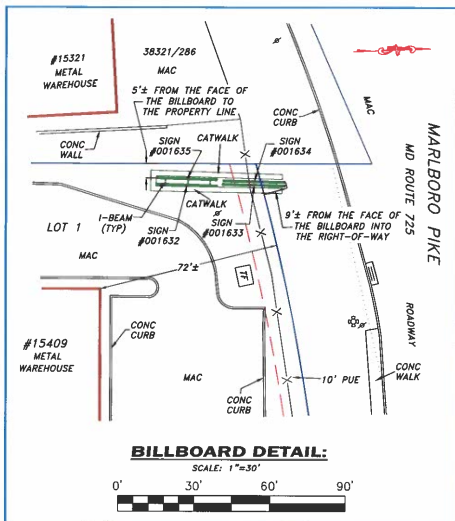 #15321
METAL
WAREHOUSE
38321/286
MAC
5'± FROM THE FACE OF
THE BILLBOARD TO
THE PROPERTY LINE
CONC
CURB
MAC
MARLBORO PIKE
MD ROUTE 725
CONC
WALL
SIGN
#001635
CATWALK
SIGN
#001634
LOT 1
I-BEAM
(TYP)
SIGN
#001632
CATWALK
SIGN
#001633
9'± FROM THE FACE OF
THE BILLBOARD INTO
THE RIGHT-OF-WAY
MAC
72'±
TF
ROADWAY
#15409
METAL
WAREHOUSE
CONC
CURB
MAC
CONC
CURB
10' PUE
CONC
WALK
BILLBOARD DETAIL:
SCALE: 1"=30'
0' 30' 60' 90'